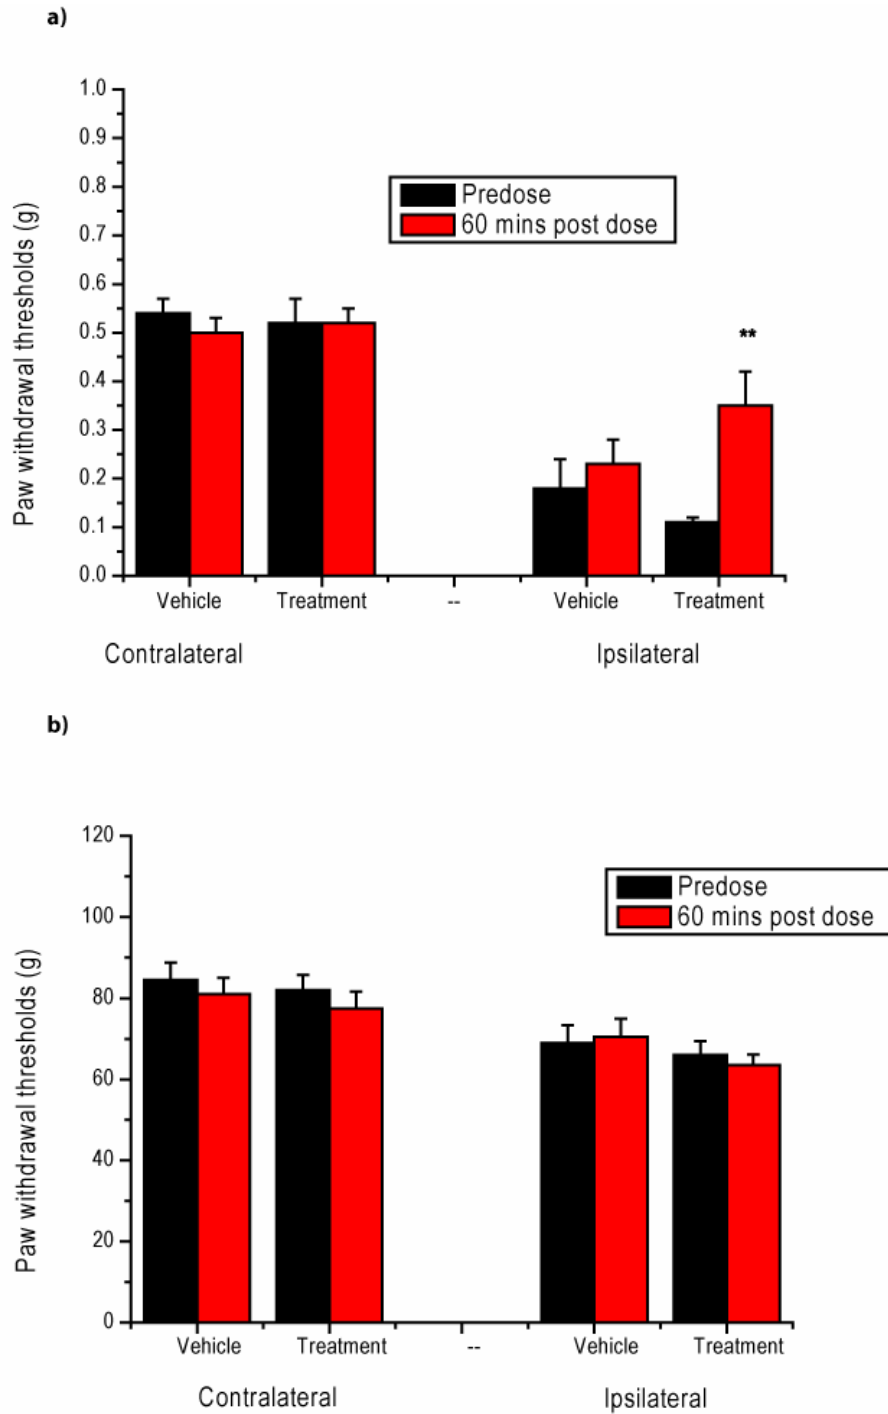 a)
1.0
0.9
0.8
0.7
0.6
0.5
0.4
0.3
0.2
0.1
0.0
Paw withdrawal thresholds (g)
Predose
60 mins post dose
**
Vehicle Treatment -- Vehicle Treatment
Contralateral Ipsilateral
b)
120
100
80
60
40
20
0
Paw withdrawal thresholds (g)
Predose
60 mins post dose
Vehicle Treatment -- Vehicle Treatment
Contralateral Ipsilateral